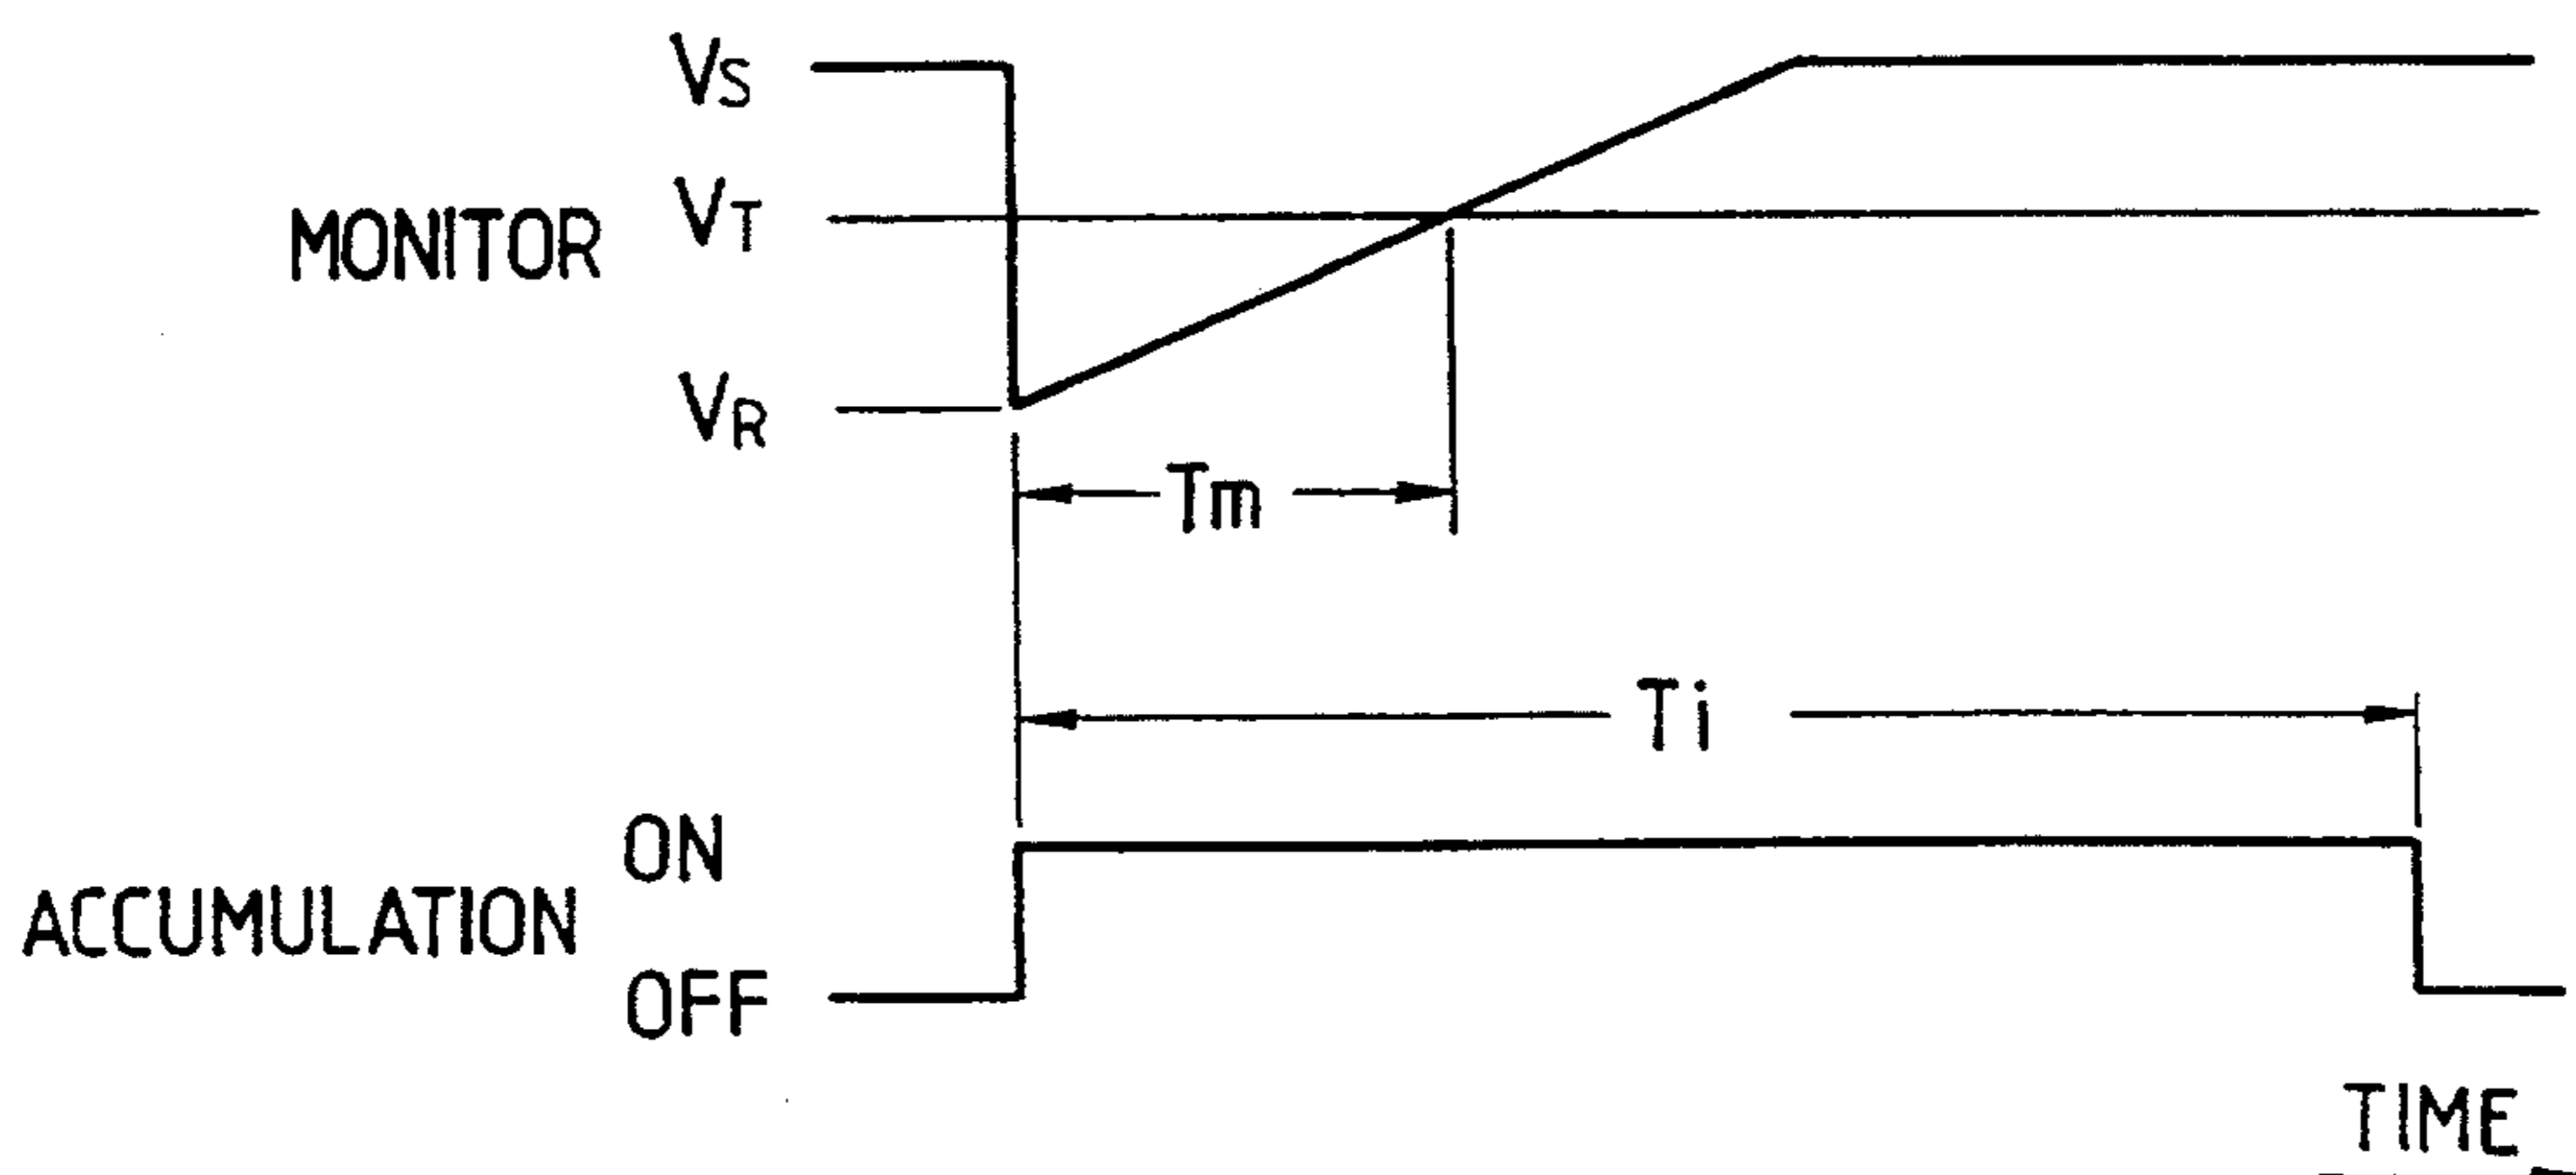 VS
MONITOR VT
VR
Tm
Ti
ON
ACCUMULATION
OFF
TIME